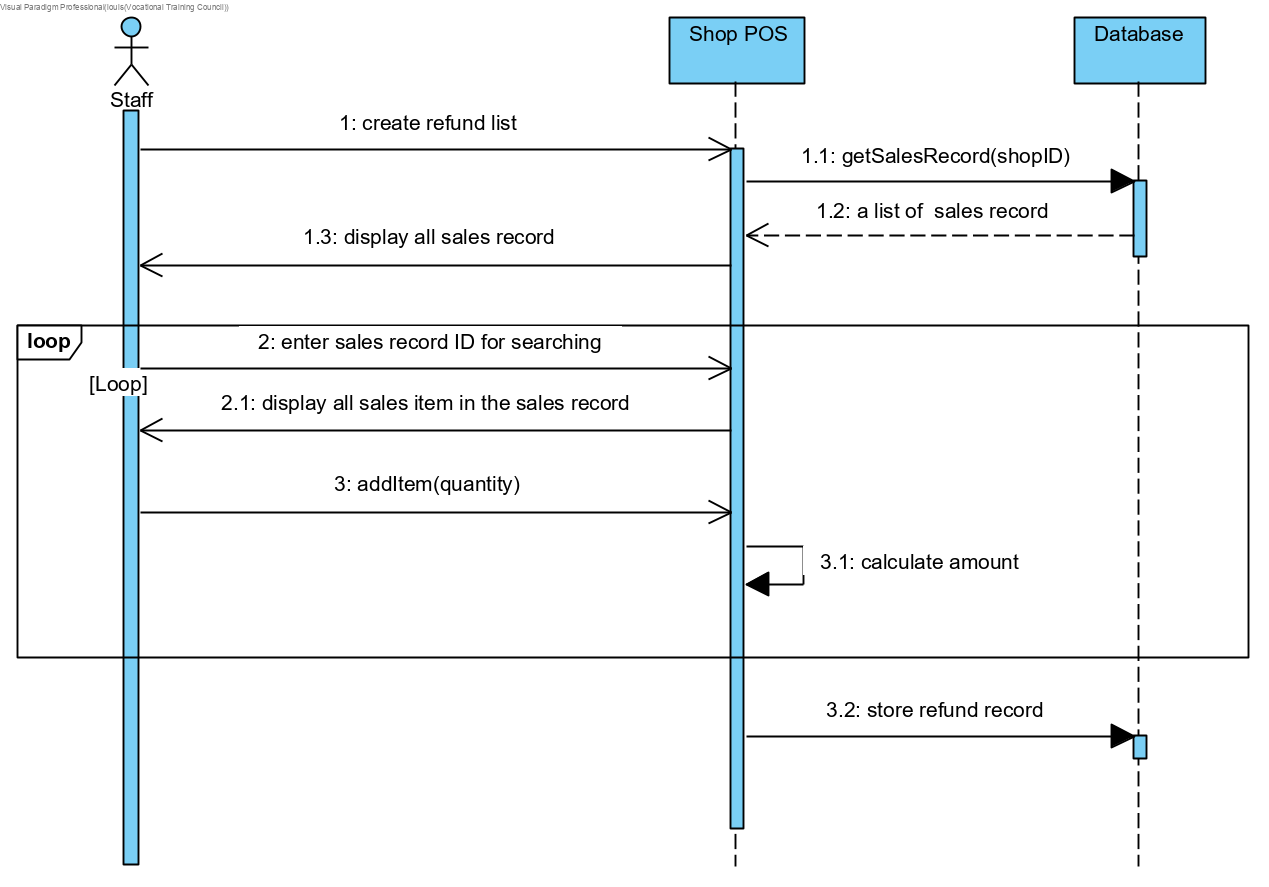 Visual Paradigm Professional(louis(Vocational Training Council))
Staff
Shop POS
Database
1: create refund list
1.1: getSalesRecord(shopID)
1.2: a list of  sales record
1.3: display all sales record
loop
2: enter sales record ID for searching
[Loop]
2.1: display all sales item in the sales record
3: addItem(quantity)
3.1: calculate amount
3.2: store refund record